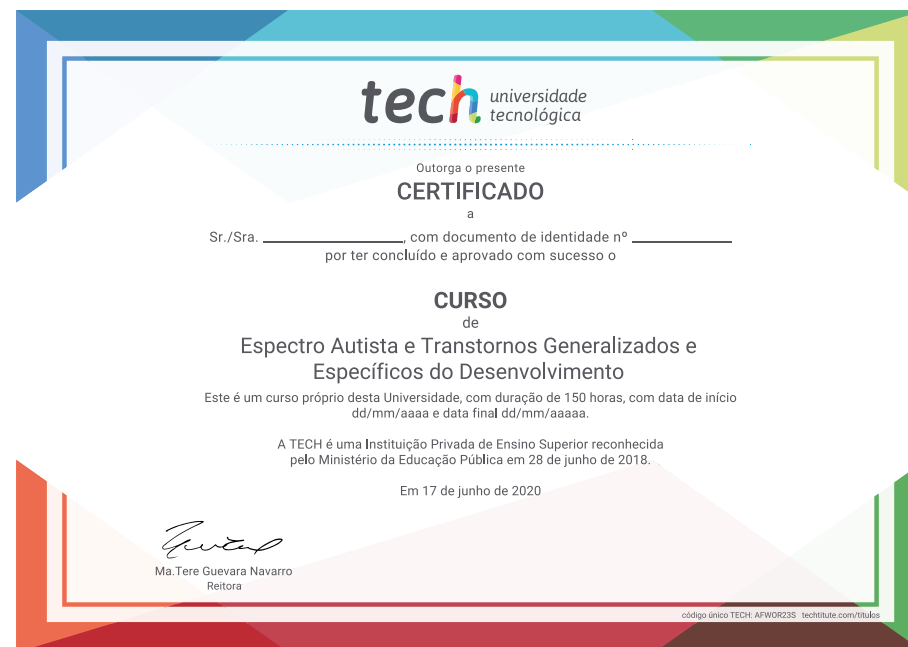 tech universidade
tecnológica
Outorga o presente
CERTIFICADO
a
Sr./Sra. ____________, com documento de identidade nº ____________
por ter concluído e aprovado com sucesso o
CURSO
de
Espectro Autista e Transtornos Generalizados e
Específicos do Desenvolvimento
Este é um curso próprio desta Universidade, com duração de 150 horas, com data de início
dd/mm/aaaa e data final dd/mm/aaaaa.
A TECH é uma Instituição Privada de Ensino Superior reconhecida
pelo Ministério da Educação Pública em 28 de junho de 2018.
Em 17 de junho de 2020
Ma.Tere Guevara Navarro
Reitora
código único TECH: AFWOR23S techtitute.com/titulos